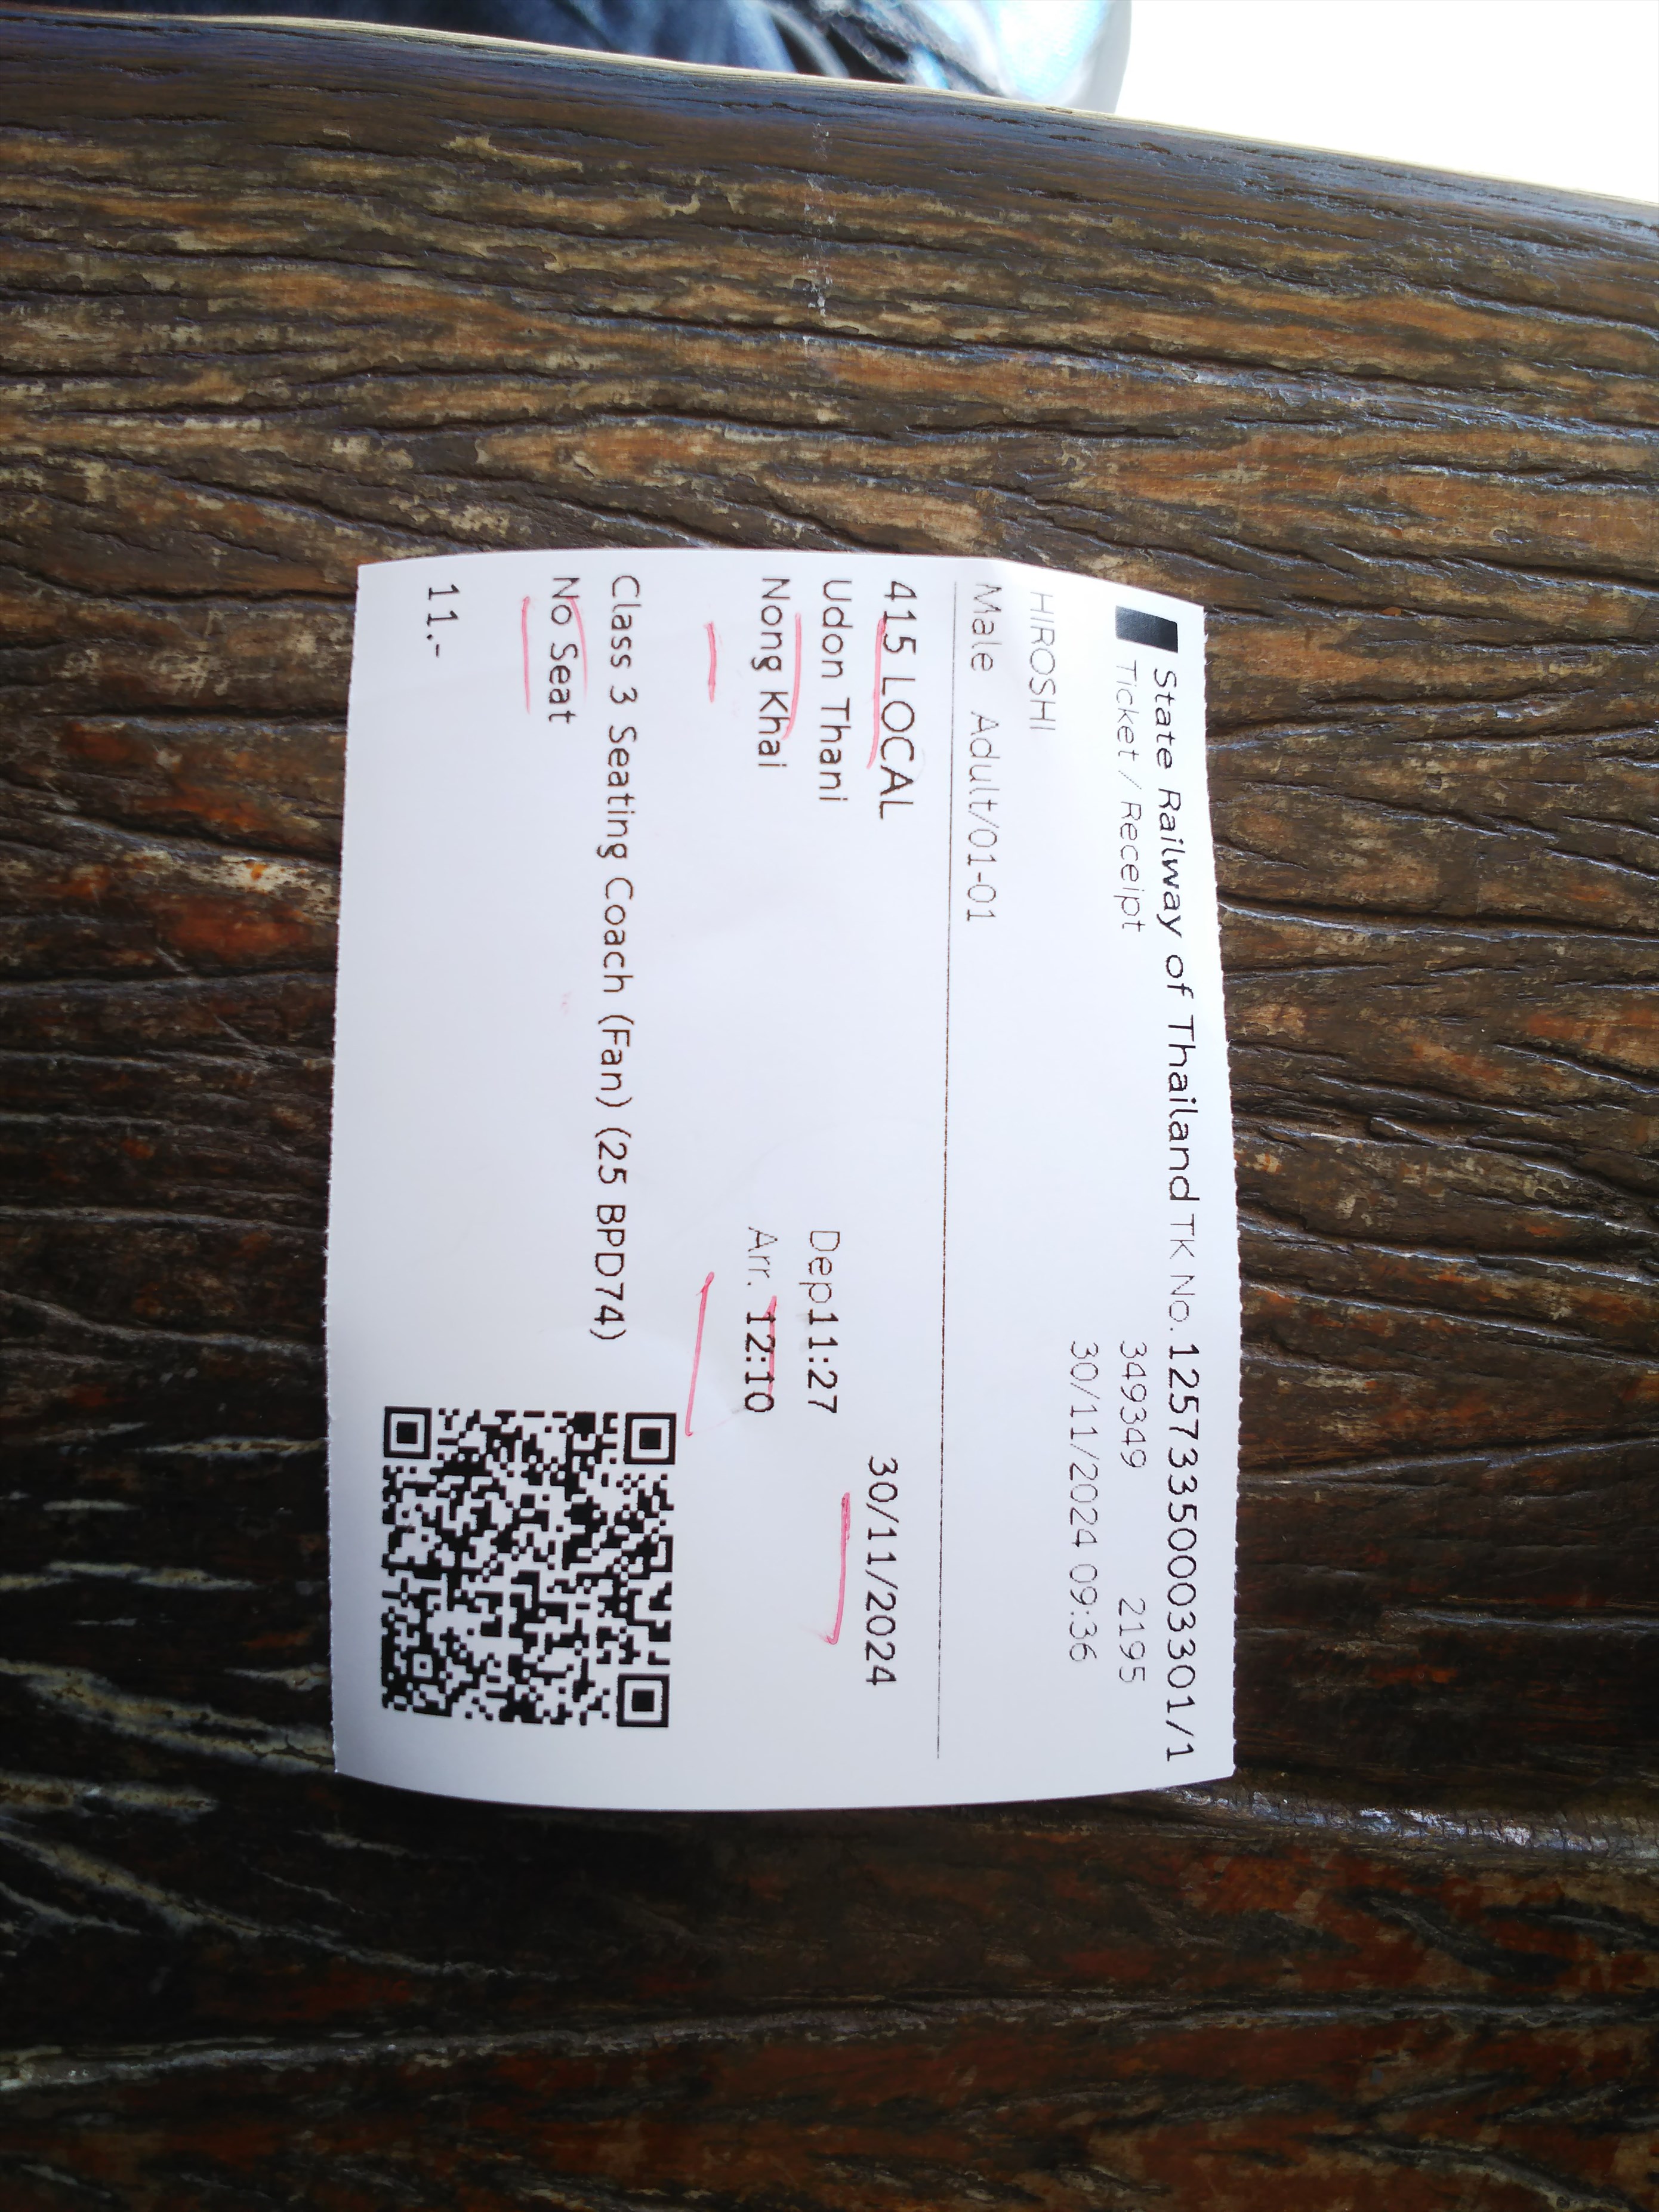 State Railway of Thailand TK No. 12573350003301/1
Ticket / Receipt 349349 2195
30/11/2024 09:36
HIROSHI
Male Adult/01-01
415 LOCAL 30/11/2024
Udon Thani Dep11:27
Nong Khai Arr. 12:10
Class 3 Seating Coach (Fan) (25 BPD74)
No Seat
11.-